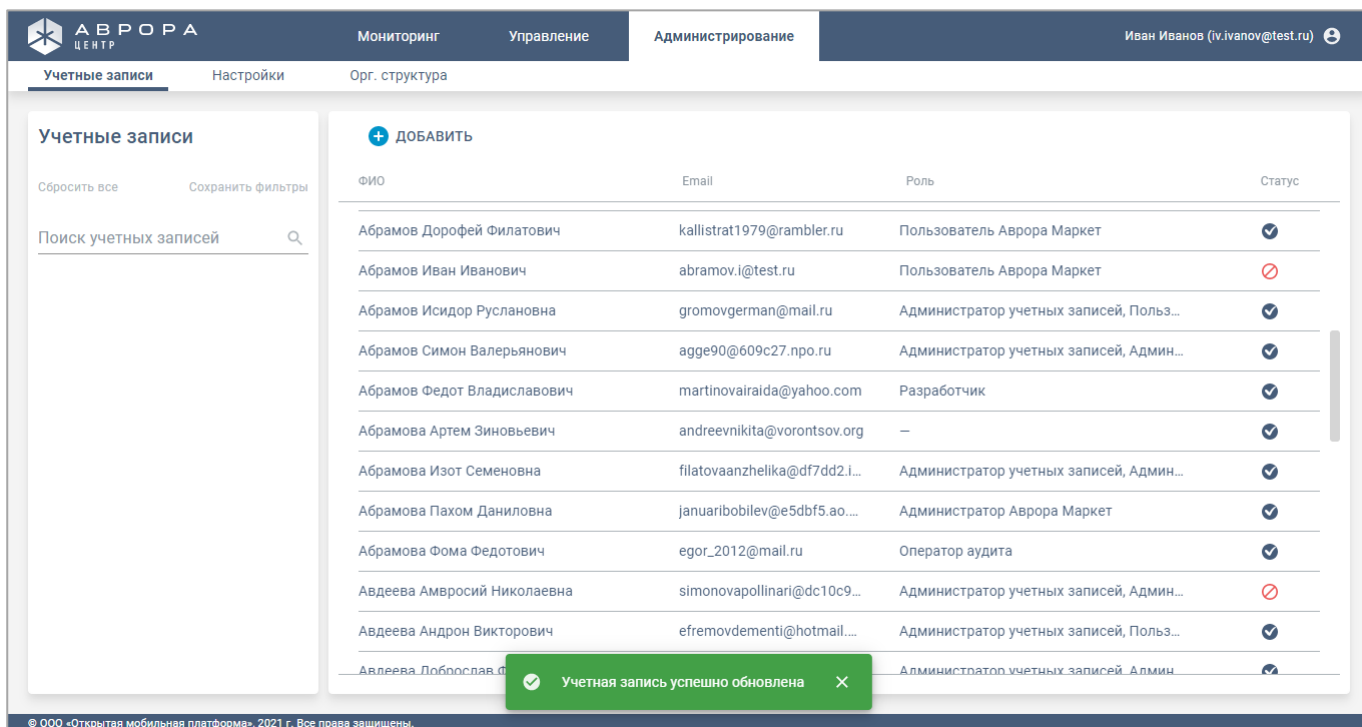 АВРОРА
ЦЕНТР
Мониторинг Управление Администрирование Иван Иванов (iv.ivanov@test.ru)
Учетные записи Настройки Орг. структура
Учетные записи
Сбросить все Сохранить фильтры
Поиск учетных записей
ДОБАВИТЬ
ФИО Email Роль Статус
Абрамов Дорофей Филатович kallistrat1979@rambler.ru Пользователь Аврора Маркет
Абрамов Иван Иванович abramov.i@test.ru Пользователь Аврора Маркет
Абрамов Исидор Руслановна gromovgerman@mail.ru Администратор учетных записей, Польз...
Абрамов Симон Валерьянович agge90@609c27.npo.ru Администратор учетных записей, Админ...
Абрамов Федот Владиславович martinovairaida@yahoo.com Разработчик
Абрамова Артем Зиновьевич andreevnikita@vorontsov.org —
Абрамова Изот Семеновна filatovaanzhelika@df7dd2.i... Администратор учетных записей, Админ...
Абрамова Пахом Даниловна januaribobilev@e5dbf5.ao.... Администратор Аврора Маркет
Абрамова Фома Федотович egor_2012@mail.ru Оператор аудита
Авдеева Амвросий Николаевна simonovapollinari@dc10c9... Администратор учетных записей, Админ...
Авдеева Андрон Викторович efremovdementi@hotmail.... Администратор учетных записей, Польз...
Авдеева Доброслав Администратор учетных записей, Админ
Учетная запись успешно обновлена
© ООО «Открытая мобильная платформа», 2021 г. Все права защищены.